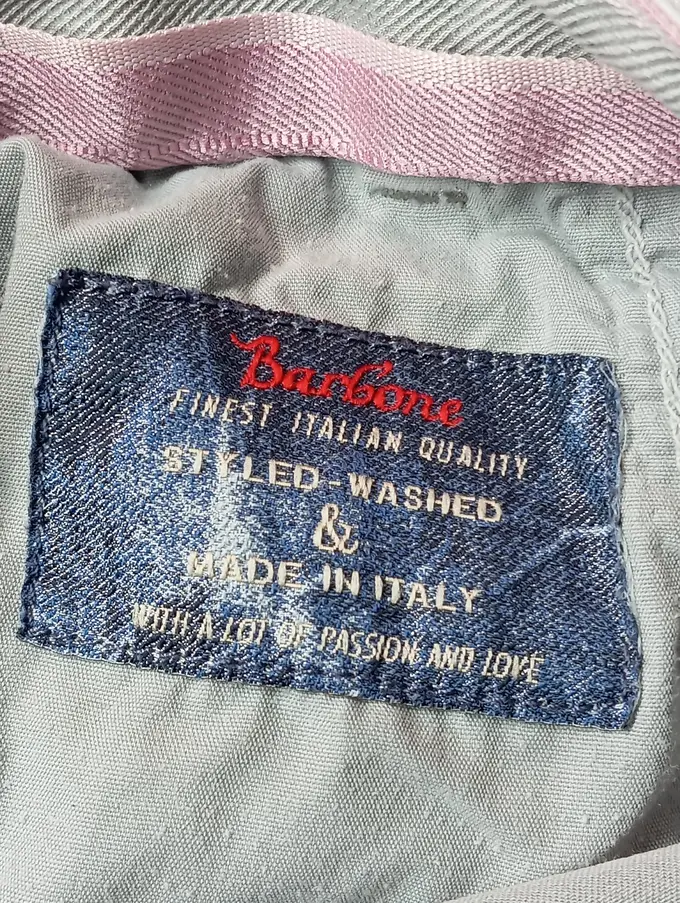 Barbone
FINEST ITALIAN QUALITY
STYLED-WASHED
&
MADE IN ITALY
WITH A LOT OF PASSION AND LOVE